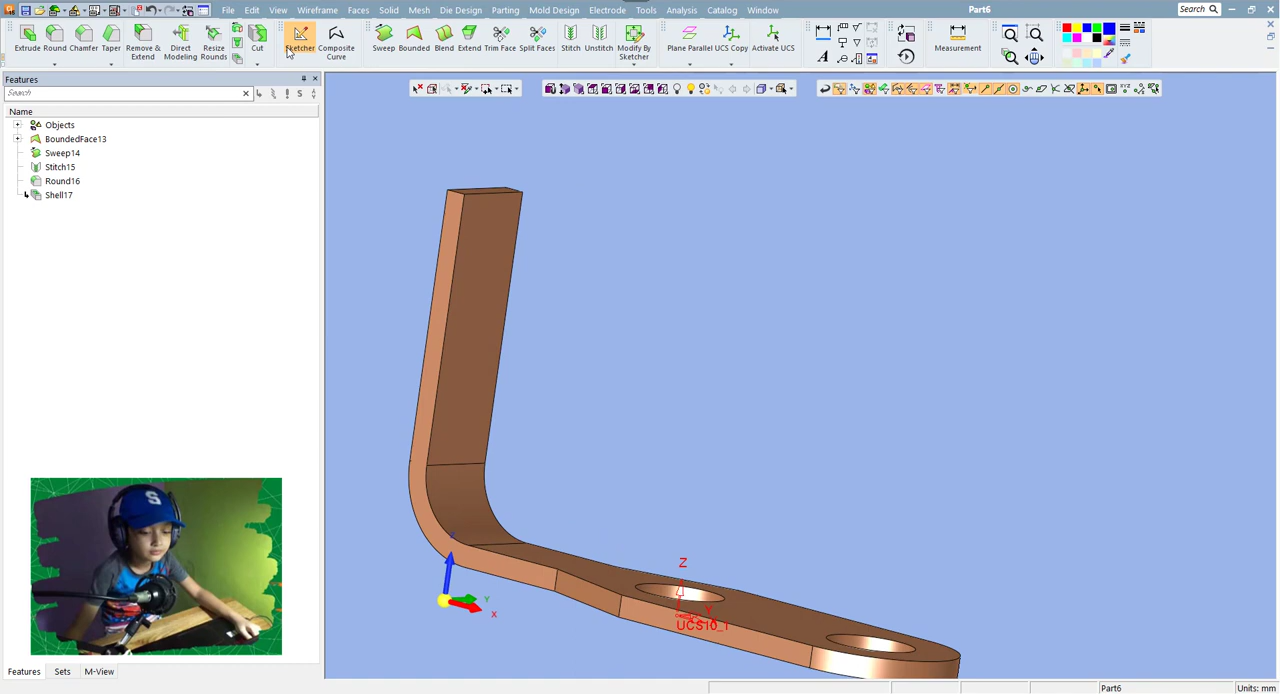 File Edit View Wireframe Faces Solid Mesh Die Design Parting Mold Design Electrode Tools Analysis Catalog Window
Part6
Search
Extrude Round Chamfer Taper Remove & Extend Direct Modeling Resize Rounds Cut Sketcher Composite Curve Sweep Bounded Blend Extend Trim Face Split Faces Stitch Unstitch Modify By Sketcher Plane Parallel UCS Copy Activate UCS Measurement
Features
Search
Name
Objects
BoundedFace13
Sweep14
Stitch15
Round16
Shell17
Z
Y
X
Z
Y
UCS10_1
S
Features Sets M-View
Part6
Units: mm